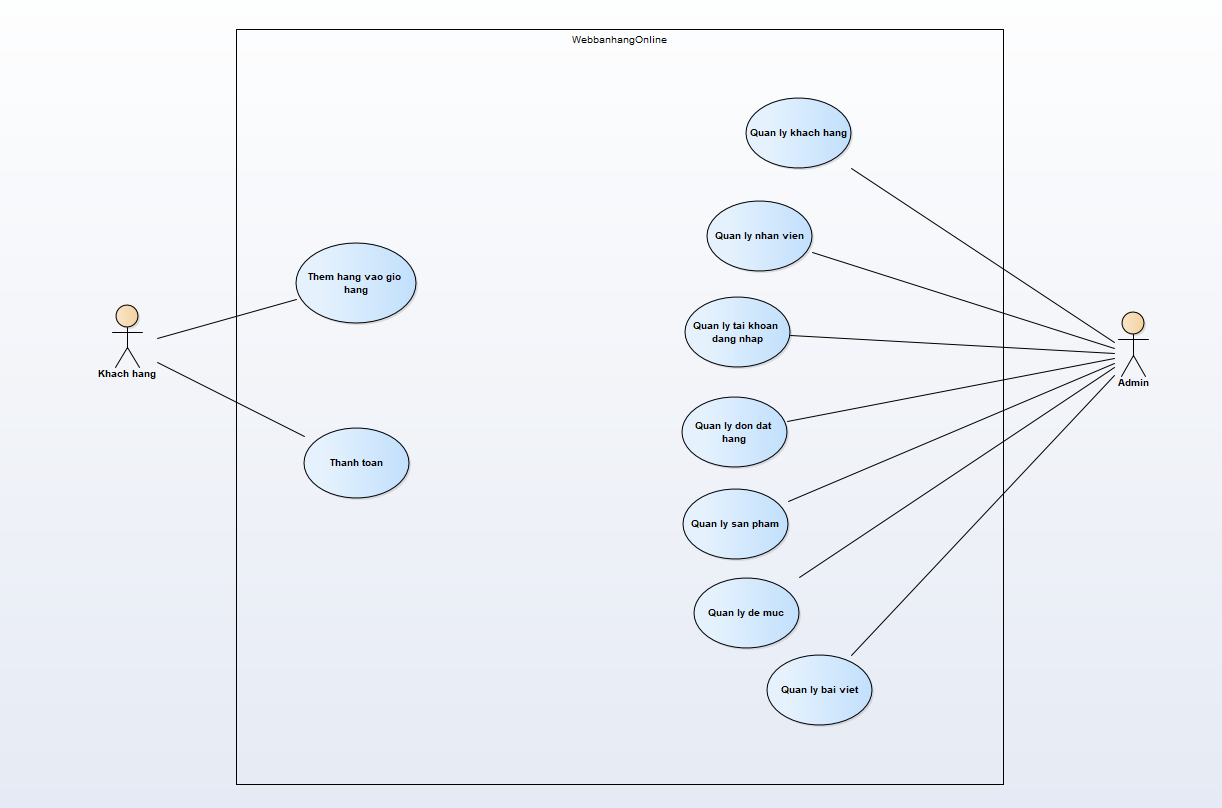 WebbanhangOnline
Quan ly khach hang
Quan ly nhan vien
Them hang vao gio
hang
Quan ly tai khoan
dang nhap
Khach hang
Admin
Quan ly don dat
hang
Thanh toan
Quan ly san pham
Quan ly de muc
Quan ly bai viet